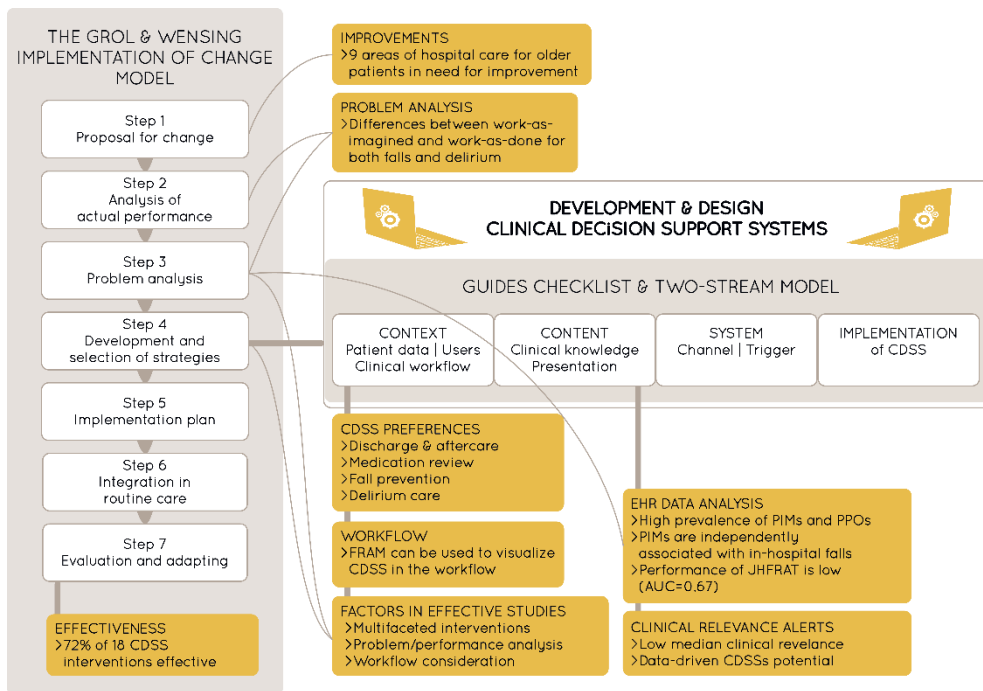 THE GROL & WENSING
IMPLEMENTATION OF CHANGE
MODEL
Step 1
Proposal for change
Step 2
Analysis of
actual performance
Step 3
Problem analysis
Step 4
Development and
selection of strategies
Step 5
Implementation plan
Step 6
Integration in
routine care
Step 7
Evaluation and adapting
EFFECTIVENESS
>72% of 18 CDSS
interventions effective
IMPROVEMENTS
>9 areas of hospital care for older
patients in need for improvement
PROBLEM ANALYSIS
>Differences between work-as-
imagined and work-as-done for
both falls and delirium
DEVELOPMENT & DESIGN
CLINICAL DECISION SUPPORT SYSTEMS
GUIDES CHECKLIST & TWO-STREAM MODEL
CONTEXT
Patient data | Users
Clinical workflow
CONTENT
Clinical knowledge
Presentation
SYSTEM
Channel | Trigger
IMPLEMENTATION
of CDSS
CDSS PREFERENCES
>Discharge & aftercare
>Medication review
>Fall prevention
>Delirium care
WORKFLOW
>FRAM can be used to visualize
CDSS in the workflow
FACTORS IN EFFECTIVE STUDIES
>Multifaceted interventions
>Problem/performance analysis
>Workflow consideration
EHR DATA ANALYSIS
>High prevalence of PIMs and PPOs
>PIMs are independently
associated with in-hospital falls
>Performance of JHFRAT is low
(AUC=0.67)
CLINICAL RELEVANCE ALERTS
>Low median clinical revelance
>Data-driven CDSSs potential